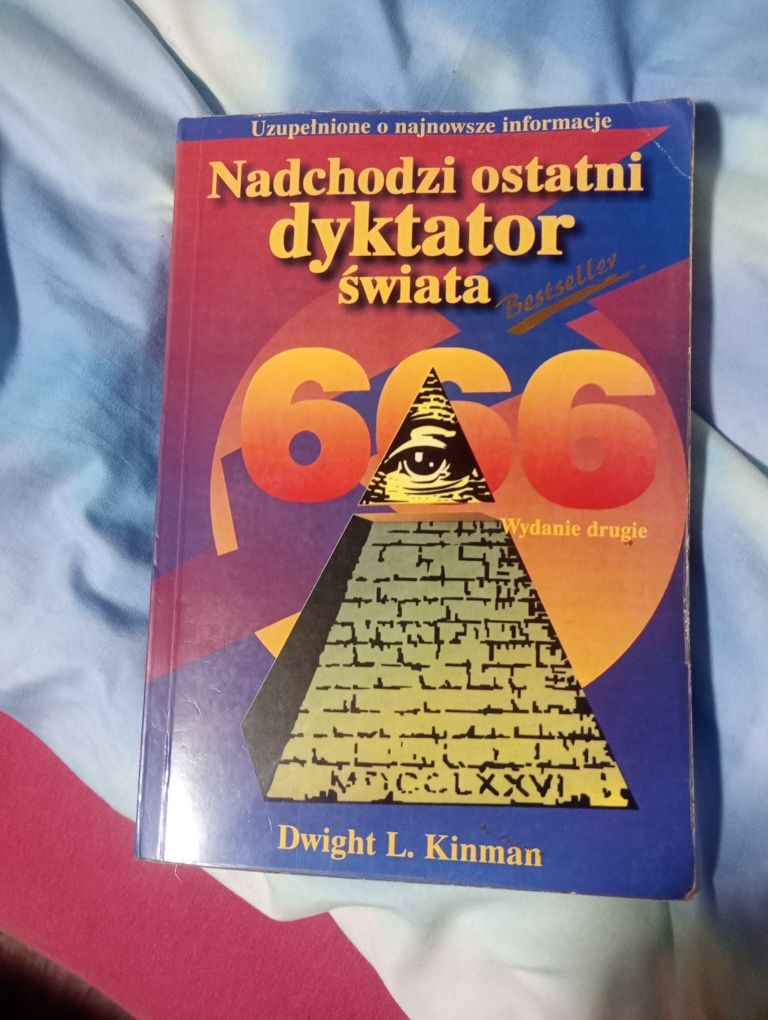 Uzupełnione o najnowsze informacje
Nadchodzi ostatni
dyktator
świata
Bestseller
666
Wydanie drugie
MDCCLXXVI
Dwight L. Kinman